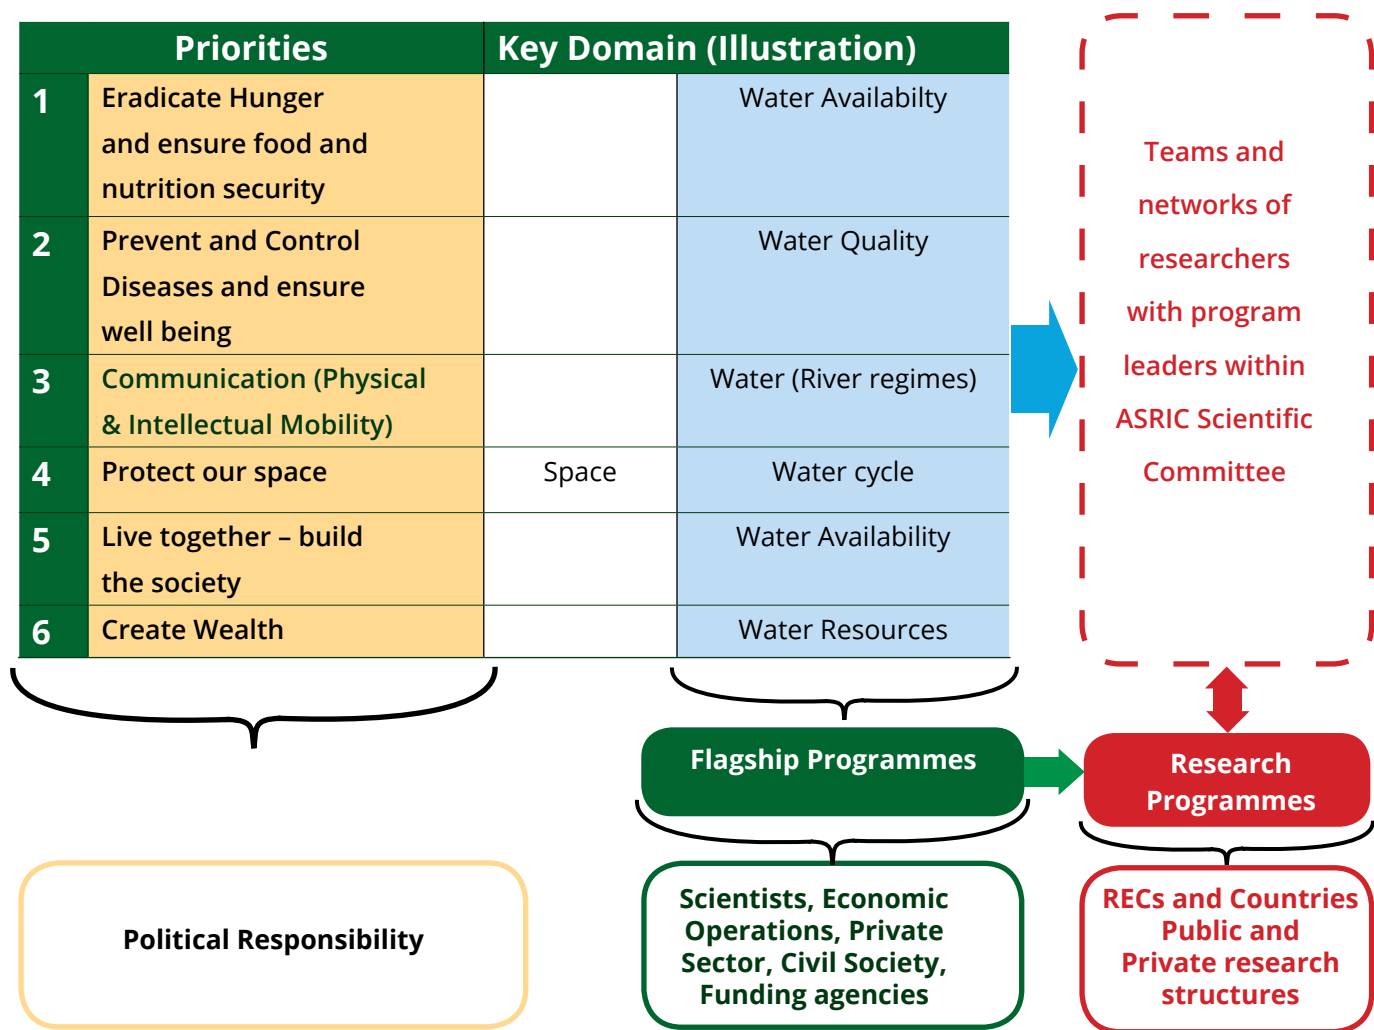 Priorities
Key Domain (Illustration)
1
Eradicate Hunger
and ensure food and
nutrition security
Water Availabilty
2
Prevent and Control
Diseases and ensure
well being
Water Quality
3
Communication (Physical
& Intellectual Mobility)
Water (River regimes)
4
Protect our space
Space
Water cycle
5
Live together – build
the society
Water Availability
6
Create Wealth
Water Resources
Teams and
networks of
researchers
with program
leaders within
ASRIC Scientific
Committee
Flagship Programmes
Research
Programmes
Political Responsibility
Scientists, Economic
Operations, Private
Sector, Civil Society,
Funding agencies
RECs and Countries
Public and
Private research
structures